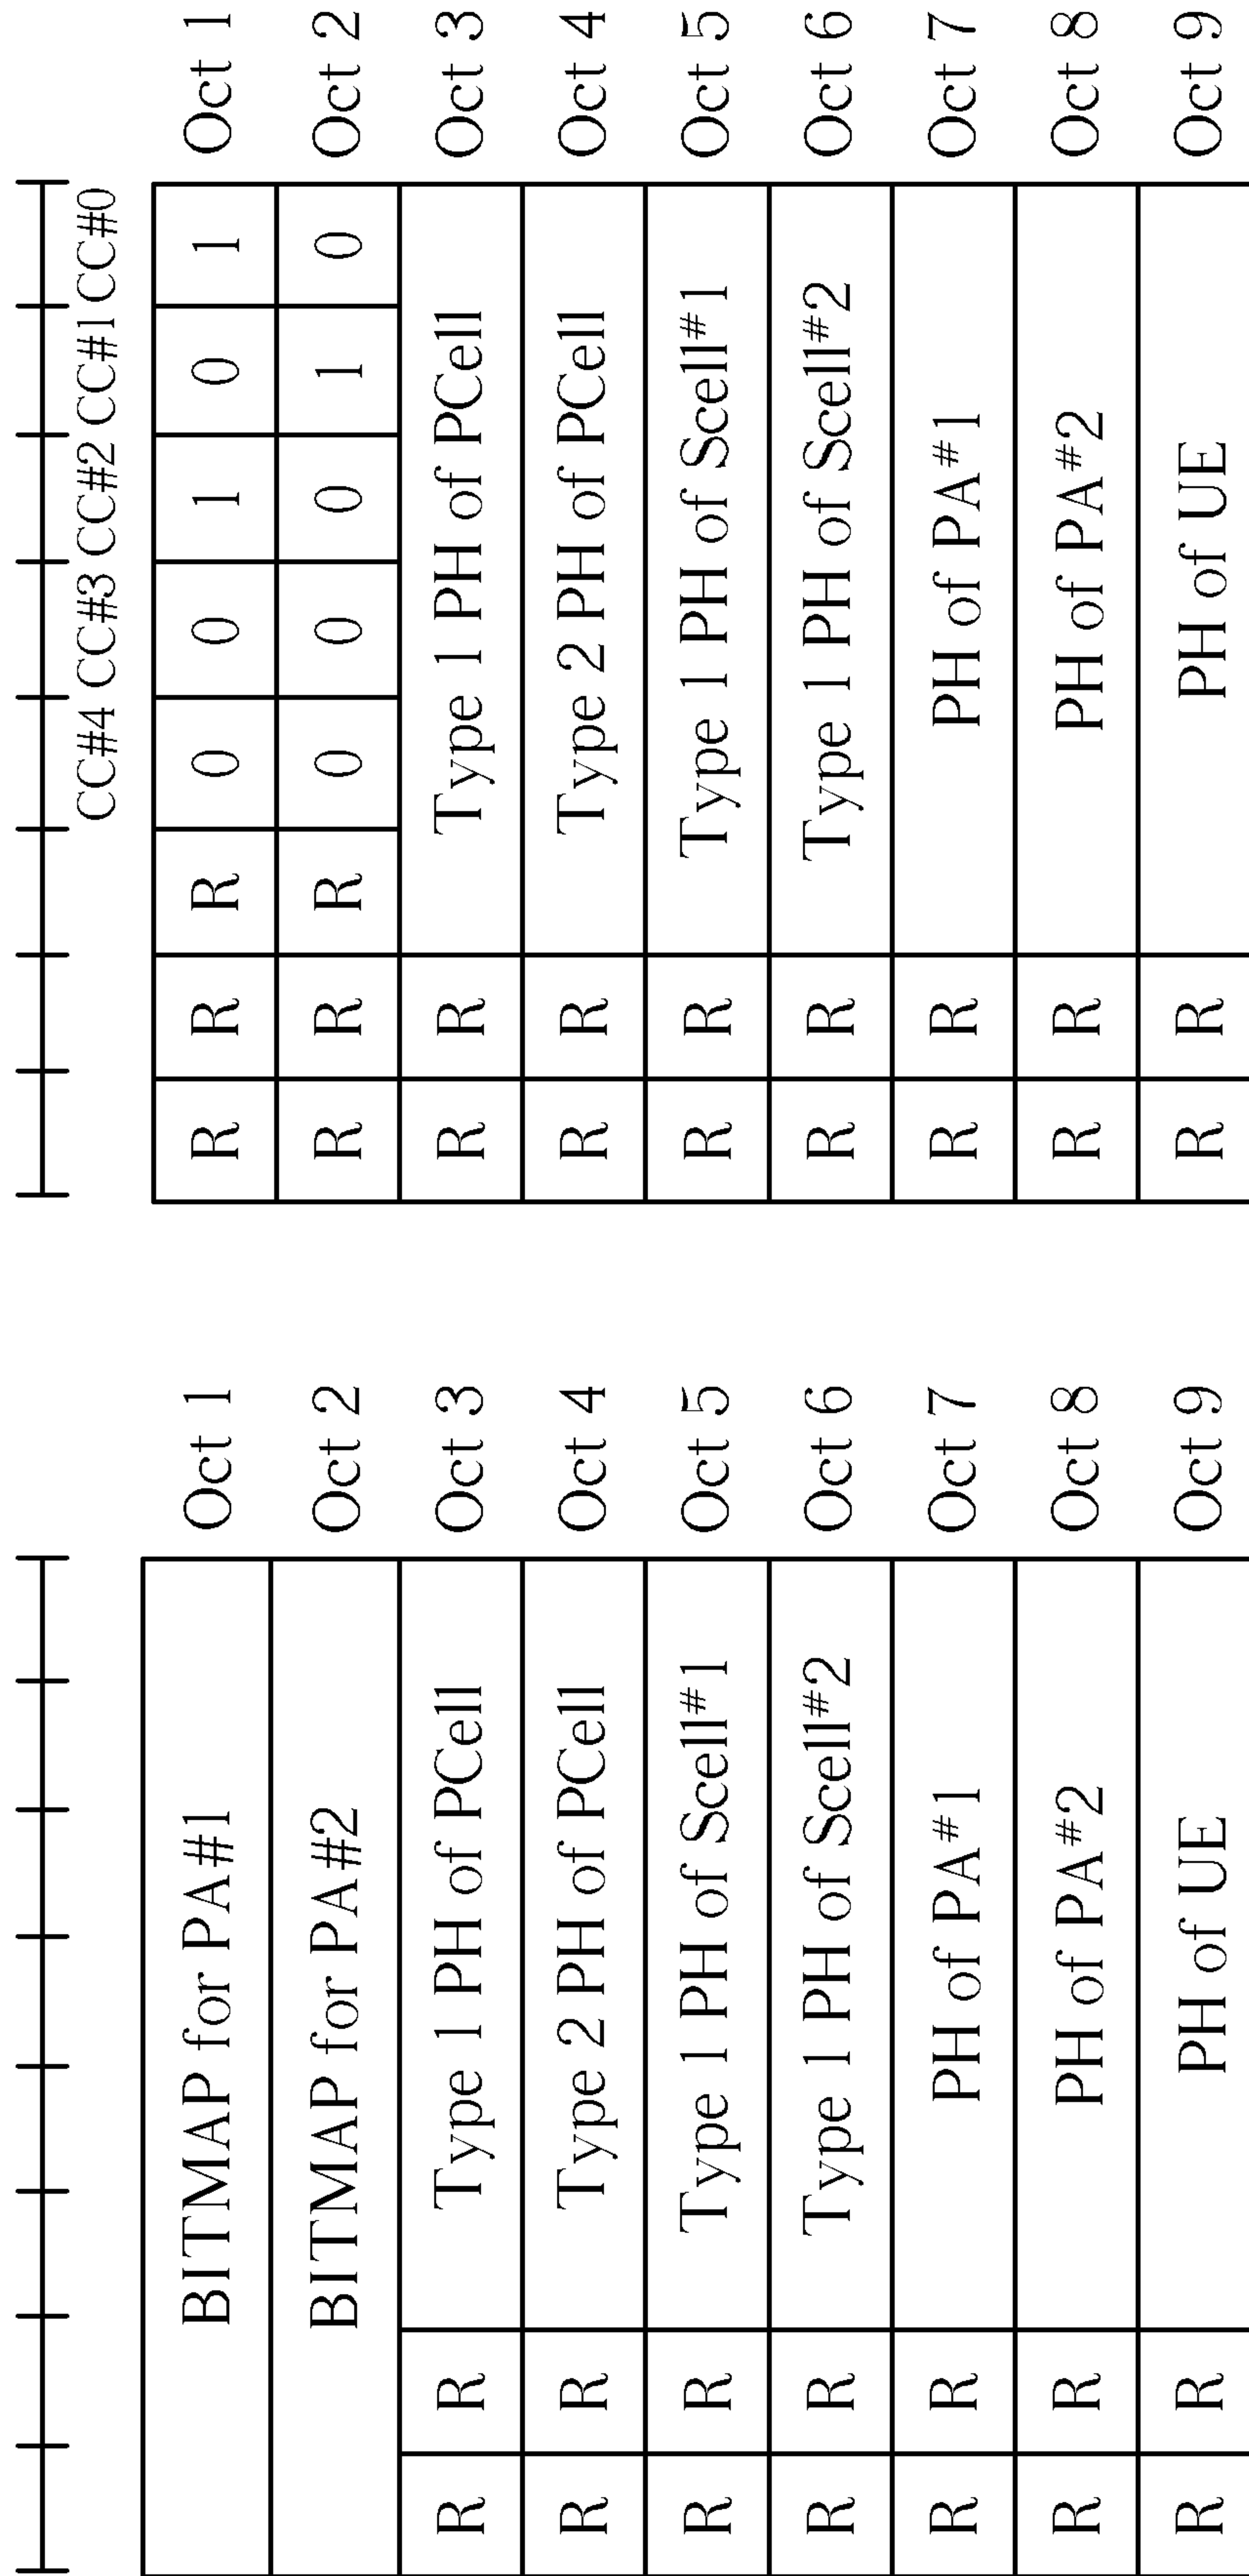 BITMAP for PA#1 Oct 1
BITMAP for PA#2 Oct 2
R R Type 1 PH of PCell Oct 3
R R Type 2 PH of PCell Oct 4
R R Type 1 PH of Scell#1 Oct 5
R R Type 1 PH of Scell#2 Oct 6
R R PH of PA#1 Oct 7
R R PH of PA#2 Oct 8
R R PH of UE Oct 9
CC#4 CC#3 CC#2 CC#1 CC#0
R R R 0 0 1 0 1 Oct 1
R R R 0 0 0 1 0 Oct 2
R R Type 1 PH of PCell Oct 3
R R Type 2 PH of PCell Oct 4
R R Type 1 PH of Scell#1 Oct 5
R R Type 1 PH of Scell#2 Oct 6
R R PH of PA#1 Oct 7
R R PH of PA#2 Oct 8
R R PH of UE Oct 9